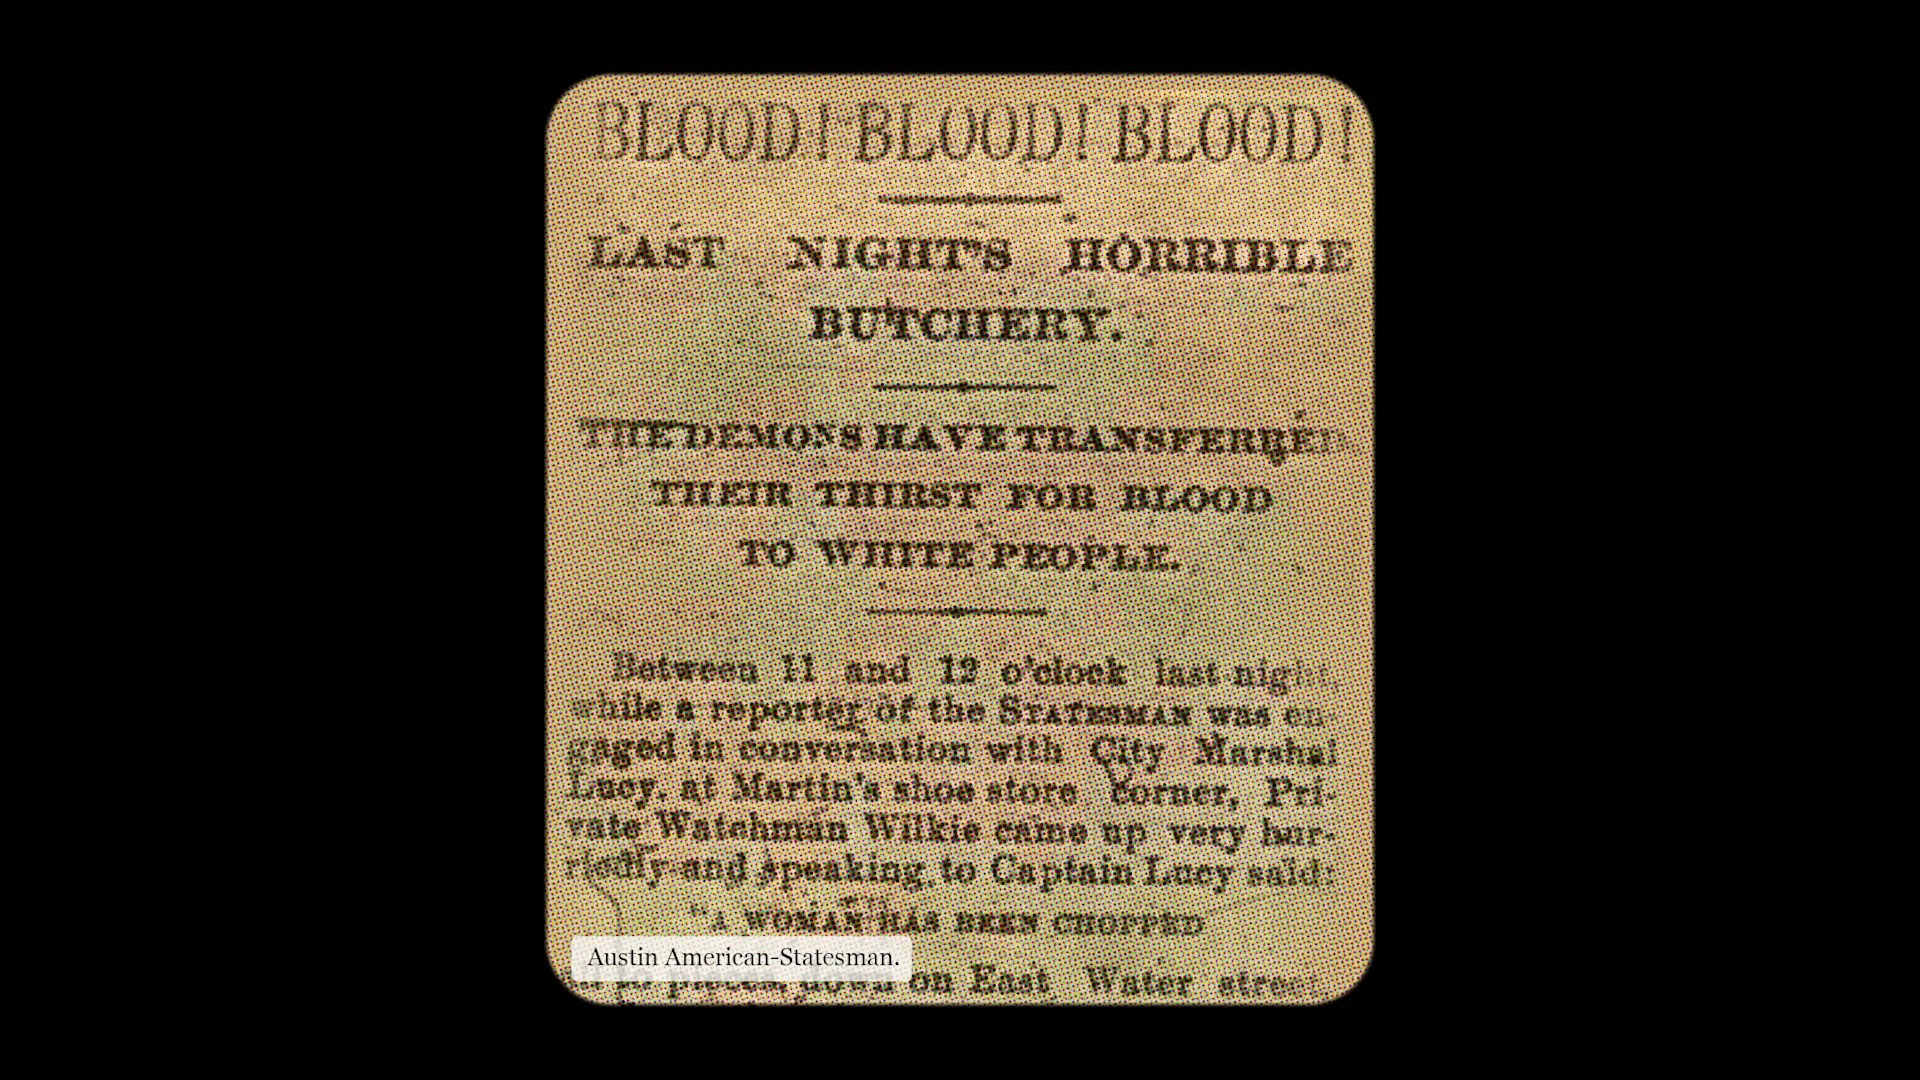 BLOOD! BLOOD! BLOOD!
LAST NIGHT'S HORRIBLE
BUTCHERY.
THE DEMONS HAVE TRANSFERRED
THEIR THIRST FOR BLOOD
TO WHITE PEOPLE.
Between 11 and 12 o'clock last night,
while a reporter of the STATESMAN was en-
gaged in conversation with City Marshal
Lucy, at Martin's shoe store corner, Pri-
vate Watchman Wilkie came up very hur-
riedly and speaking to Captain Lucy said:
"A WOMAN HAS BEEN CHOPPED
to pieces, down on East Water street
Austin American-Statesman.